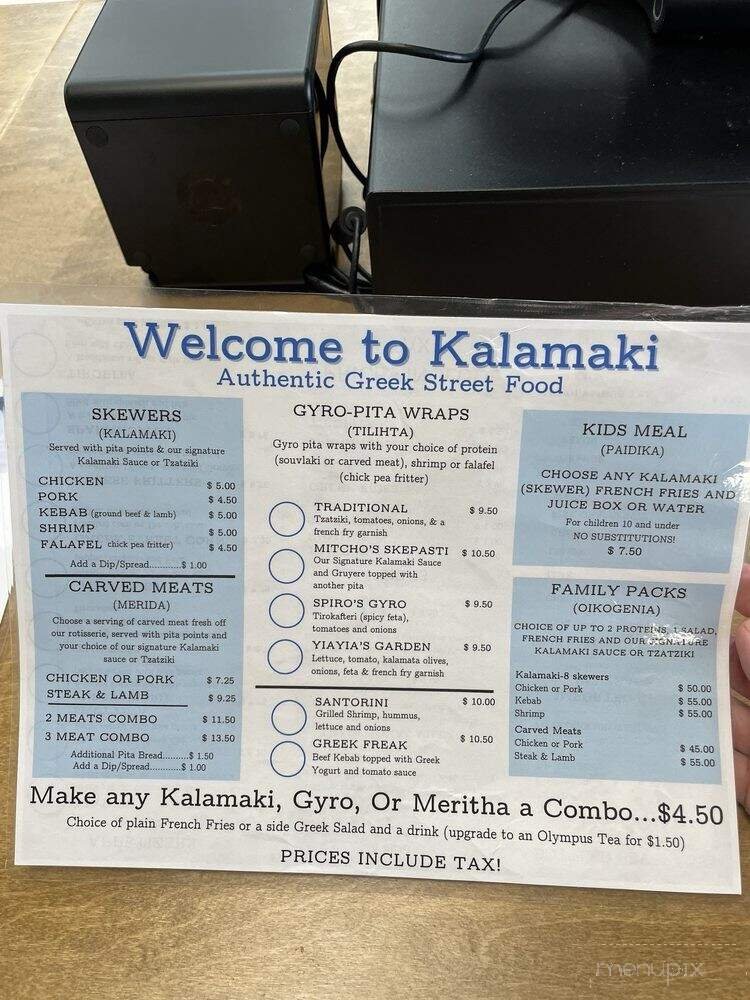 Welcome to Kalamaki
Authentic Greek Street Food
SKEWERS
(KALAMAKI)
Served with pita points & our signature
Kalamaki Sauce or Tzatziki
CHICKEN $ 5.00
PORK $ 4.50
KEBAB (ground beef & lamb) $ 5.00
SHRIMP $ 5.00
FALAFEL chick pea fritter) $ 4.50
Add a Dip/Spread...........$ 1.00
CARVED MEATS
(MERIDA)
Choose a serving of carved meat fresh off
our rotisserie, served with pita points and
your choice of our signature Kalamaki
sauce or Tzatziki
CHICKEN OR PORK $ 7.25
STEAK & LAMB $ 9.25
2 MEATS COMBO $ 11.50
3 MEAT COMBO $ 13.50
Additional Pita Bread.........$ 1.50
Add a Dip/Spread...........$ 1.00
GYRO-PITA WRAPS
(TILIHTA)
Gyro pita wraps with your choice of protein
(souvlaki or carved meat), shrimp or falafel
(chick pea fritter)
TRADITIONAL $ 9.50
Tzatziki, tomatoes, onions, & a
french fry garnish
MITCHO'S SKEPASTI $ 10.50
Our Signature Kalamaki Sauce
and Gruyere topped with
another pita
SPIRO'S GYRO $ 9.50
Tirokafteri (spicy feta),
tomatoes and onions
YIAYIA'S GARDEN $ 9.50
Lettuce, tomato, kalamata olives,
onions, feta & french fry garnish
SANTORINI $ 10.00
Grilled Shrimp, hummus,
lettuce and onions
GREEK FREAK $ 10.50
Beef Kebab topped with Greek
Yogurt and tomato sauce
KIDS MEAL
(PAIDIKA)
CHOOSE ANY KALAMAKI
(SKEWER) FRENCH FRIES AND
JUICE BOX OR WATER
For children 10 and under
NO SUBSTITUTIONS!
$ 7.50
FAMILY PACKS
(OIKOGENIA)
CHOICE OF UP TO 2 PROTEINS, 1 SALAD,
FRENCH FRIES AND OUR SIGNATURE
KALAMAKI SAUCE OR TZATZIKI
Kalamaki-8 skewers
Chicken or Pork $ 50.00
Kebab $ 55.00
Shrimp $ 55.00
Carved Meats
Chicken or Pork $ 45.00
Steak & Lamb $ 55.00
Make any Kalamaki, Gyro, Or Meritha a Combo...$4.50
Choice of plain French Fries or a side Greek Salad and a drink (upgrade to an Olympus Tea for $1.50)
PRICES INCLUDE TAX!
menupix